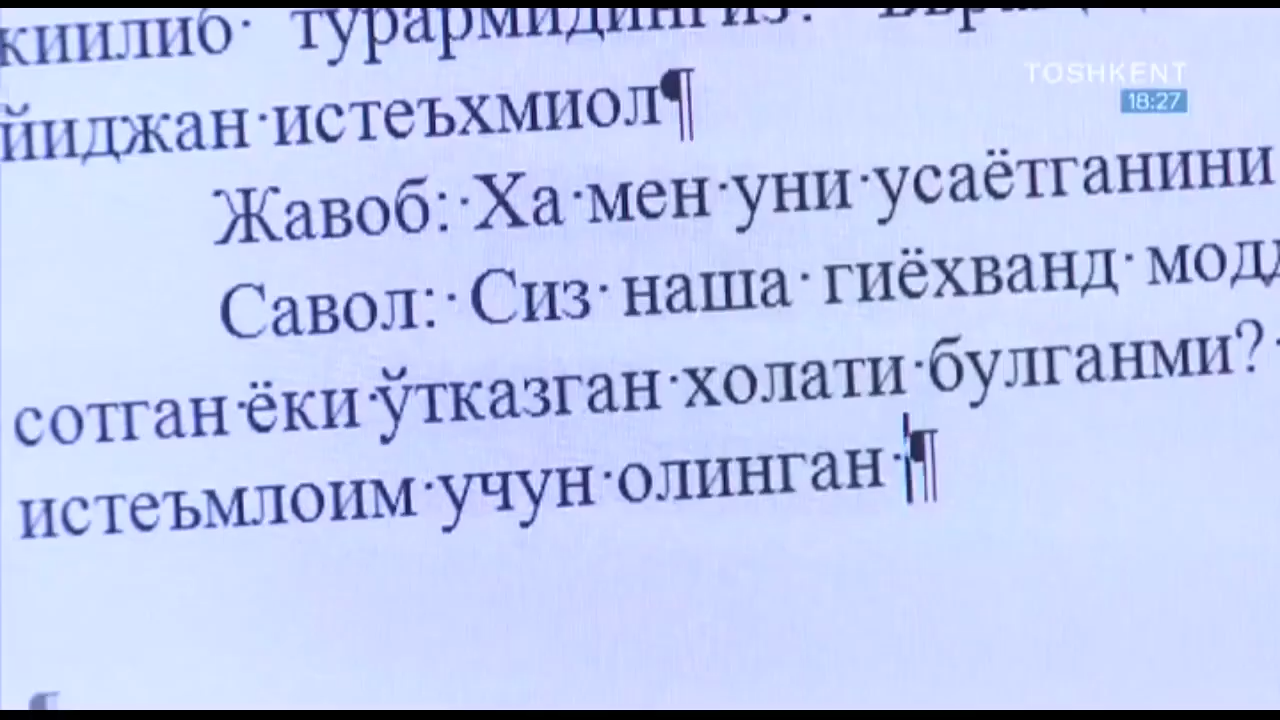 киилиб турармидингиз?
йиджан истеъхмиол¶
TOSHKENT
18:27
Жавоб: Ха мен уни усаётганини
Савол: Сиз наша гиёхванд
сотган ёки ўтказган холати булганми?
истеъмлоим учун олинган ¶
¶